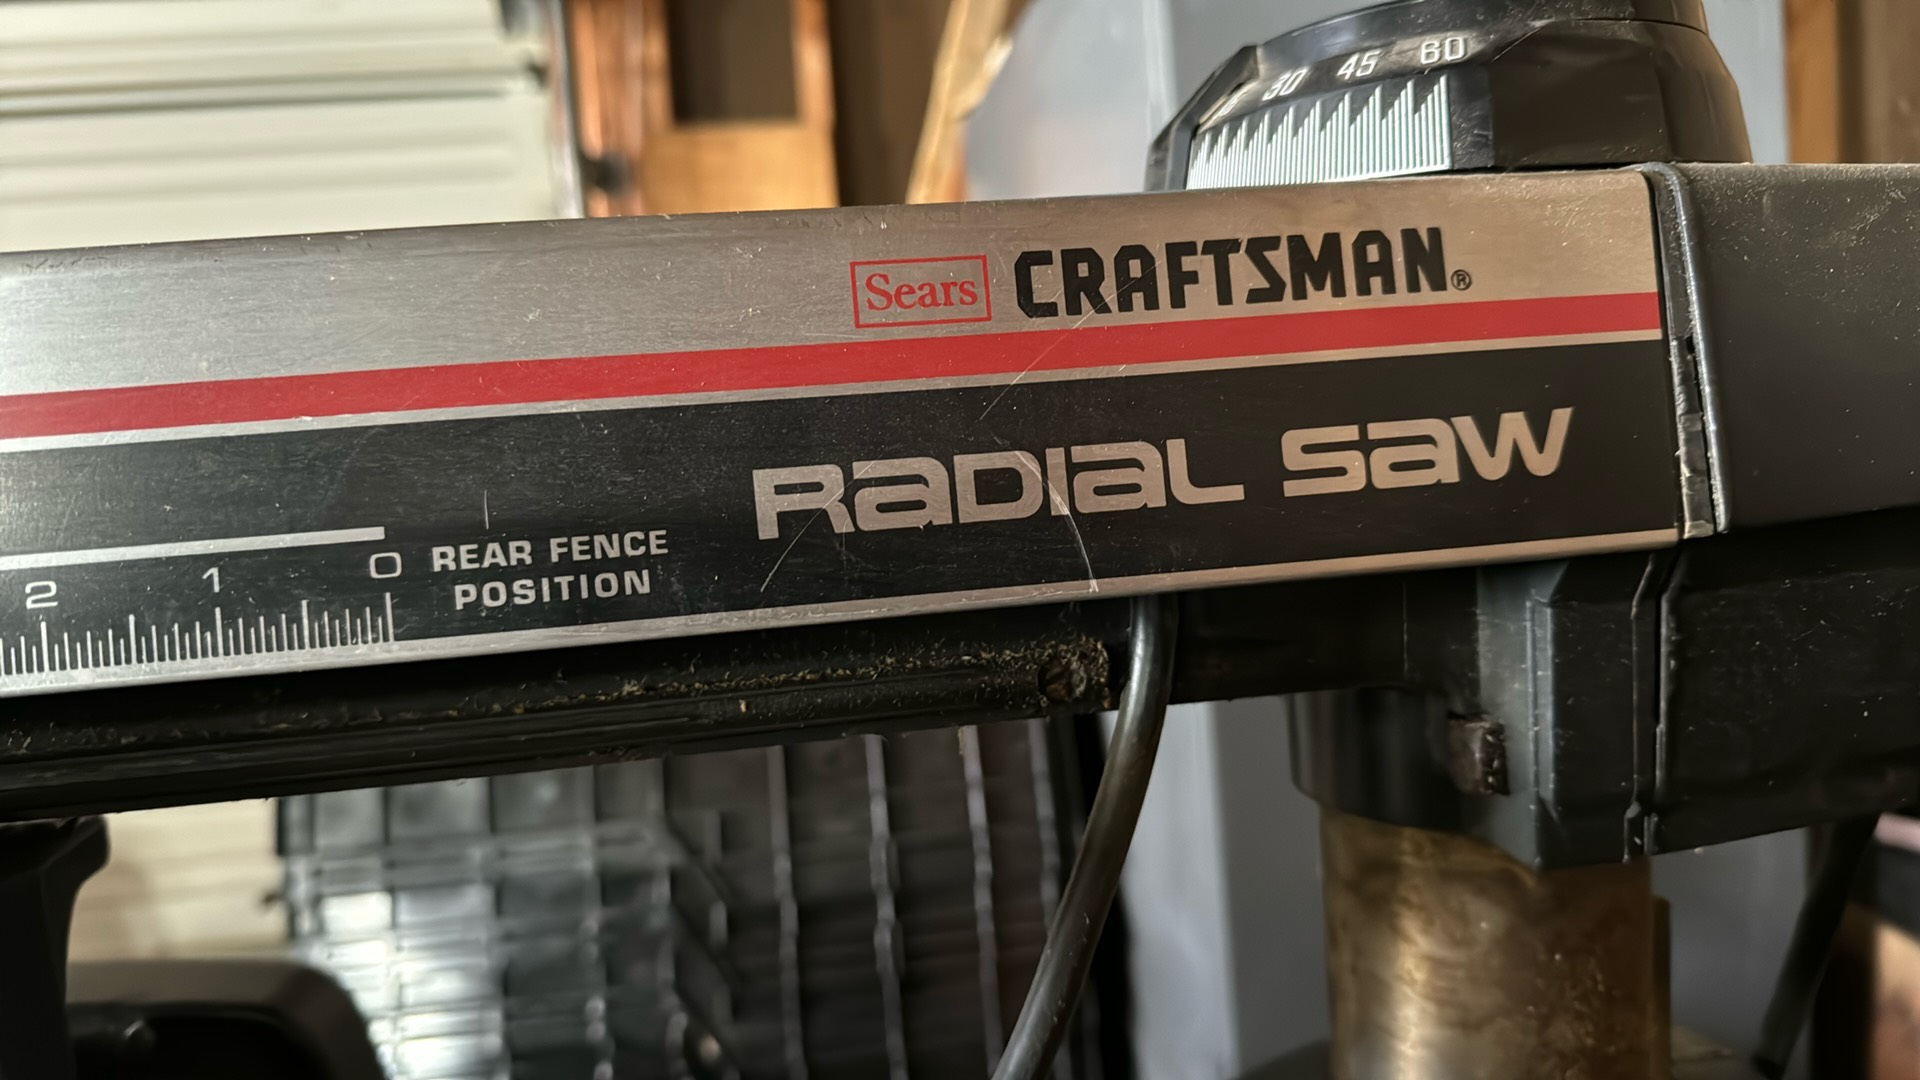 30 45 60
Sears CRAFTSMAN®
RADIAL SAW
2 1 0 REAR FENCE
POSITION